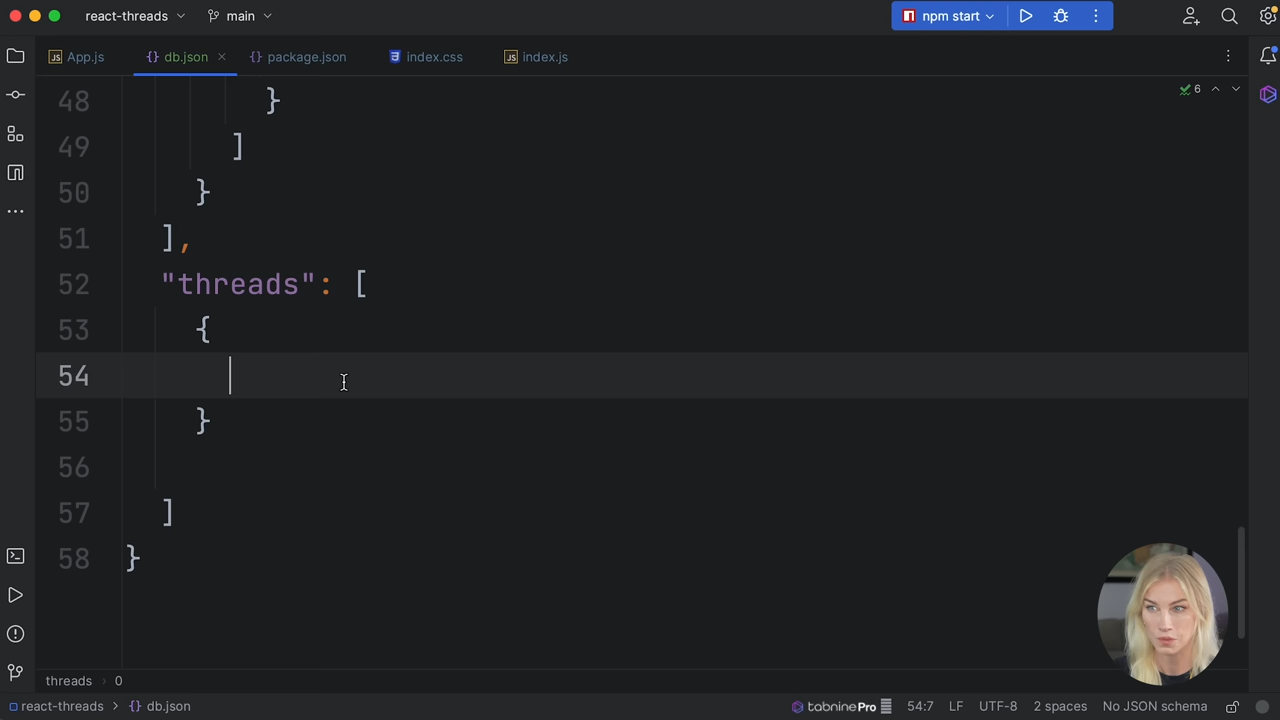 react-threads
main
npm start
JS App.js
{} db.json
{} package.json
index.css
JS index.js
6
48 }
49 ]
50 }
51 ],
52 "threads": [
53 {
54
55 }
56
57 ]
58 }
threads › 0
react-threads › {} db.json
tabnine Pro
54:7
LF
UTF-8
2 spaces
No JSON schema